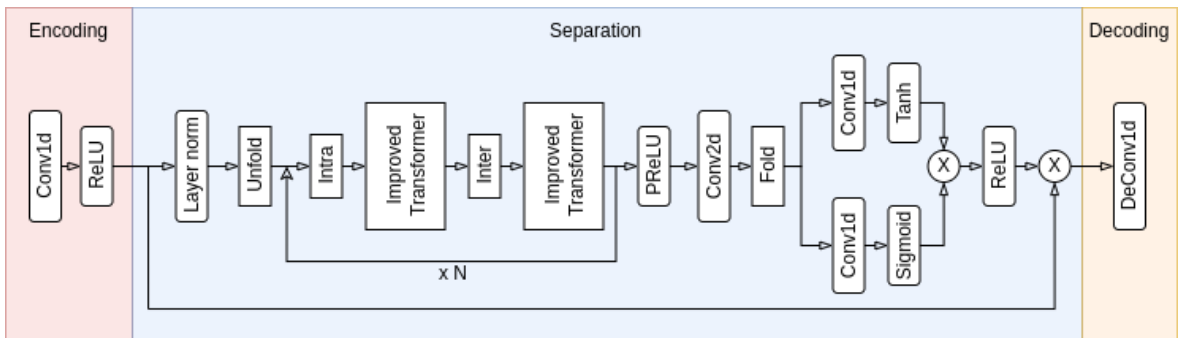 Encoding
Separation
Decoding
Conv1d
ReLU
Layer norm
Unfold
Intra
Improved
Transformer
Inter
Improved
Transformer
PReLU
Conv2d
Fold
Conv1d
Tanh
Conv1d
Sigmoid
X
ReLU
X
DeConv1d
x N